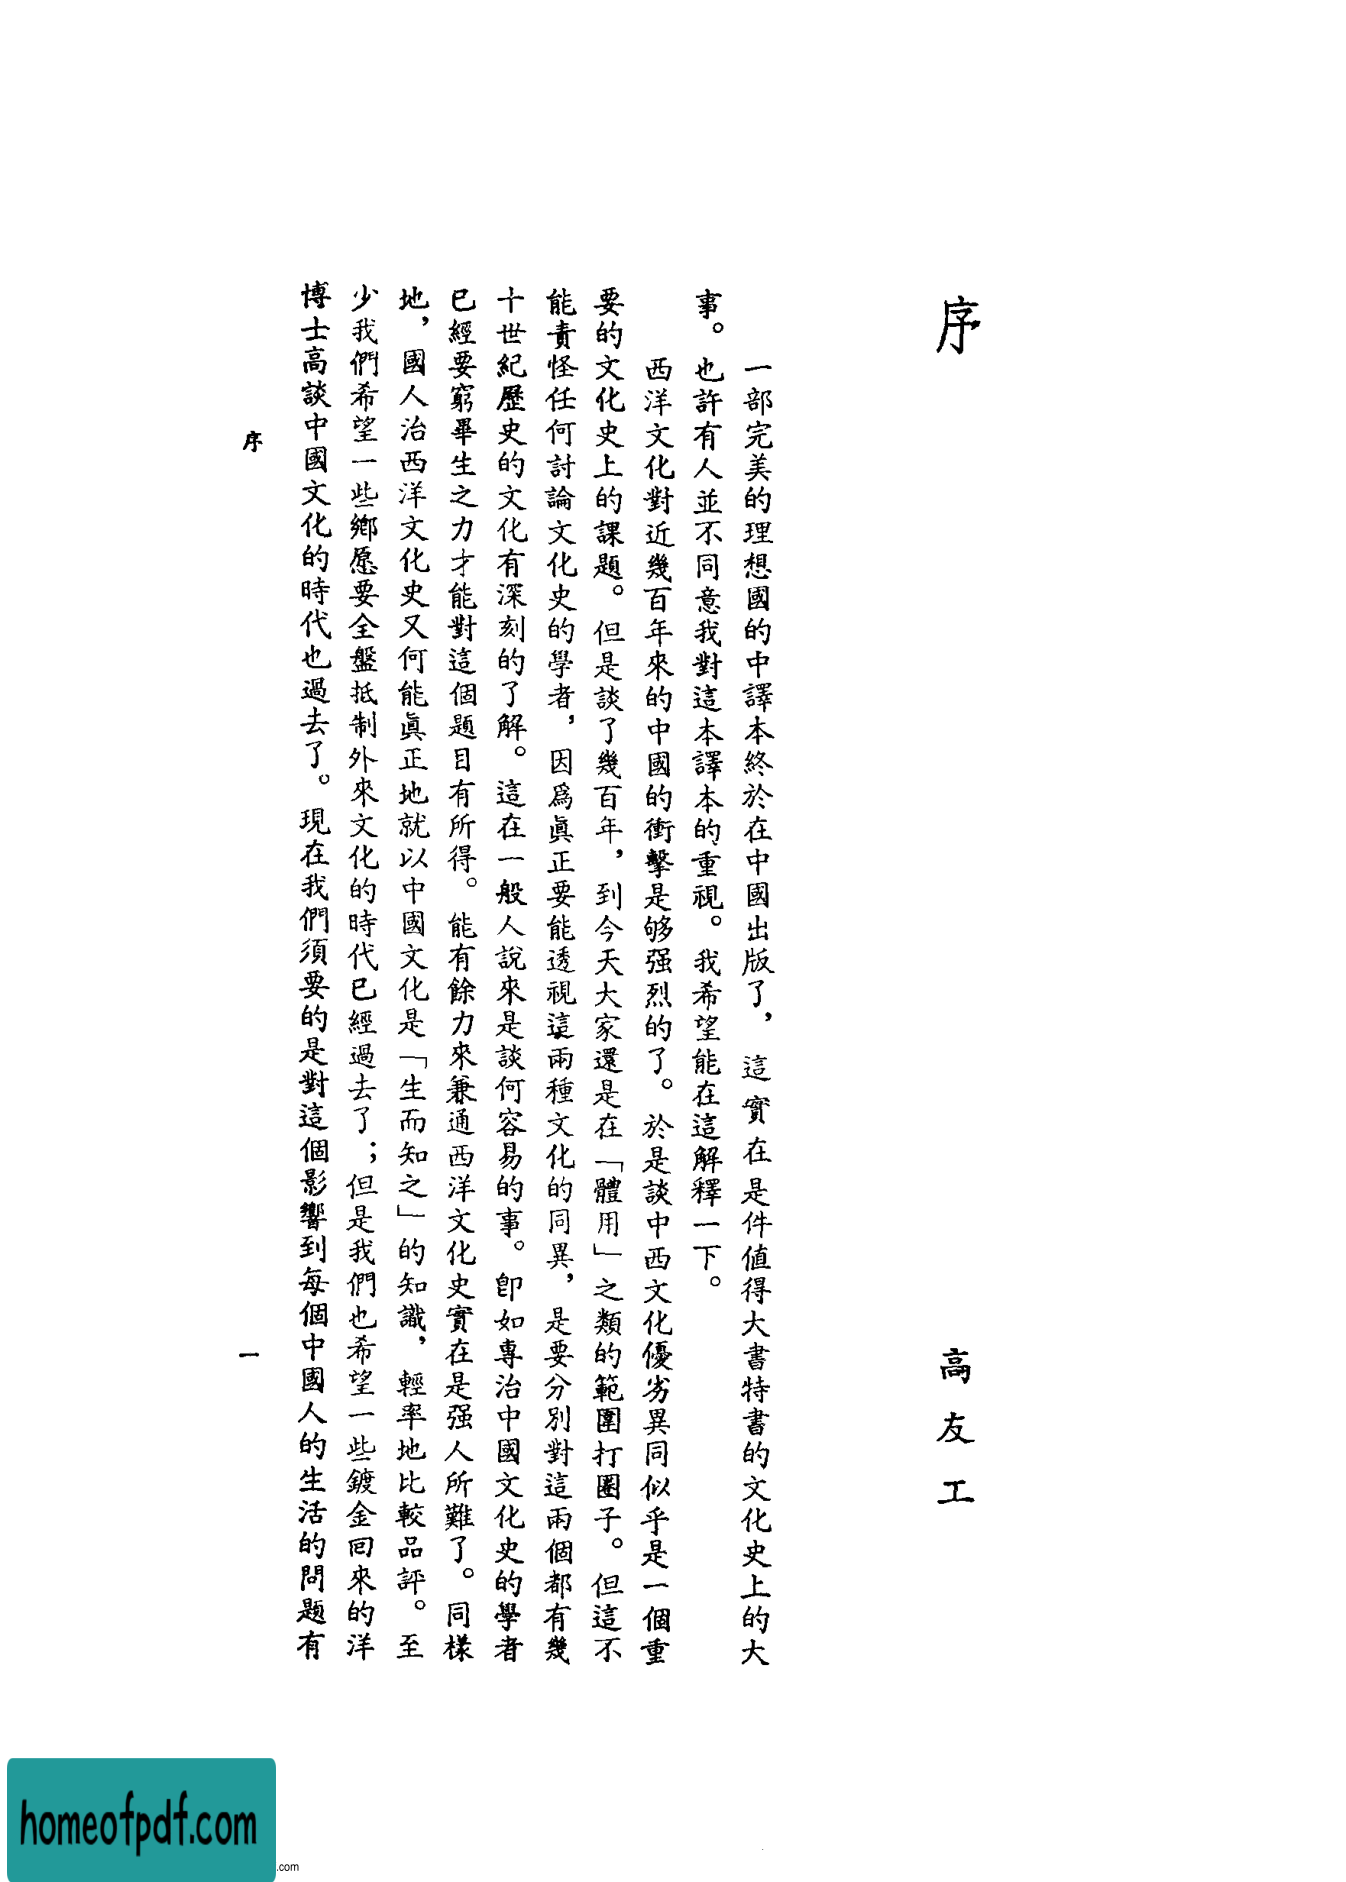 序
高友工
一部完美的理想國的中譯本終於在中國出版了，這實在是件值得大書特書的文化史上的大
事。也許有人並不同意我對這本譯本的重視。我希望能在這解釋一下。
西洋文化對近幾百年來的中國的衝擊是够强烈的了。於是談中西文化優劣異同似乎是一個重
要的文化史上的課題。但是談了幾百年，到今天大家還是在「體用」之類的範圍打圈子。但這不
能責怪任何討論文化史的學者，因爲眞正要能透視這兩種文化的同異，是要分別對這兩個都有幾
十世紀歷史的文化有深刻的了解。這在一般人說來是談何容易的事。卽如專治中國文化史的學者
已經要窮畢生之力才能對這個題目有所得。能有餘力來兼通西洋文化史實在是强人所難了。同樣
地，國人治西洋文化史又何能眞正地就以中國文化是「生而知之」的知識，輕率地比較品評。至
少我們希望一些鄉愿要全盤抵制外來文化的時代已經過去了；但是我們也希望一些鍍金回來的洋
博士高談中國文化的時代也過去了。現在我們須要的是對這個影響到每個中國人的生活的問題有
序
一
homeofpdf.com
.com